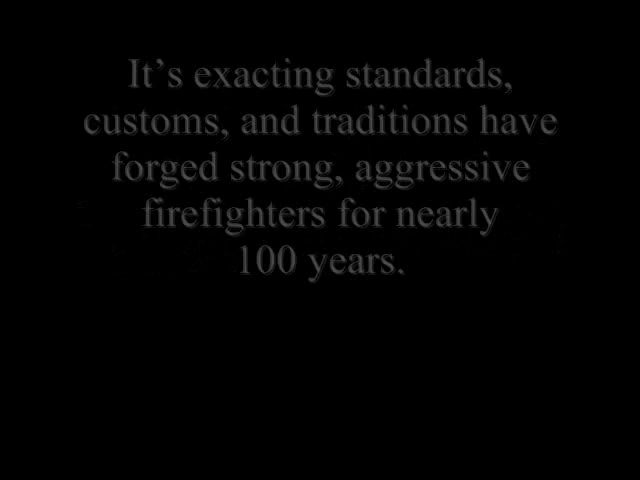 It’s exacting standards,
customs, and traditions have
forged strong, aggressive
firefighters for nearly
100 years.